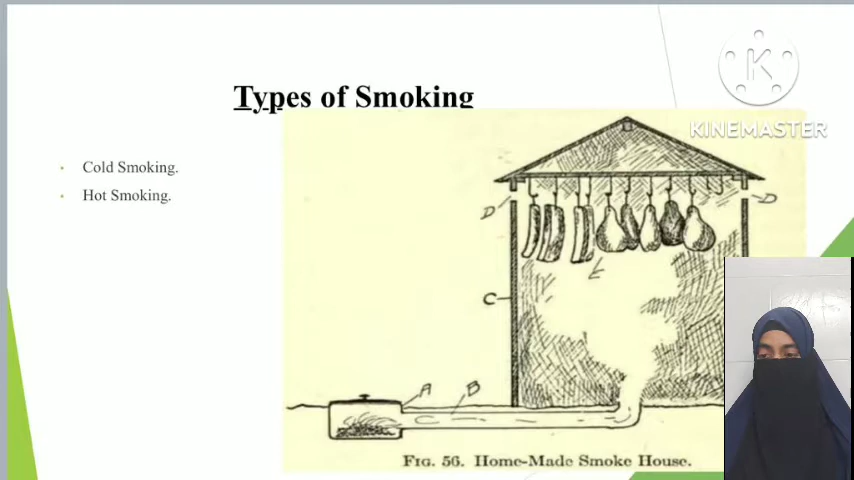 Types of Smoking
K
KINEMASTER
• Cold Smoking.
• Hot Smoking.
D
D
E
C
A
B
FIG. 56. Home-Made Smoke House.